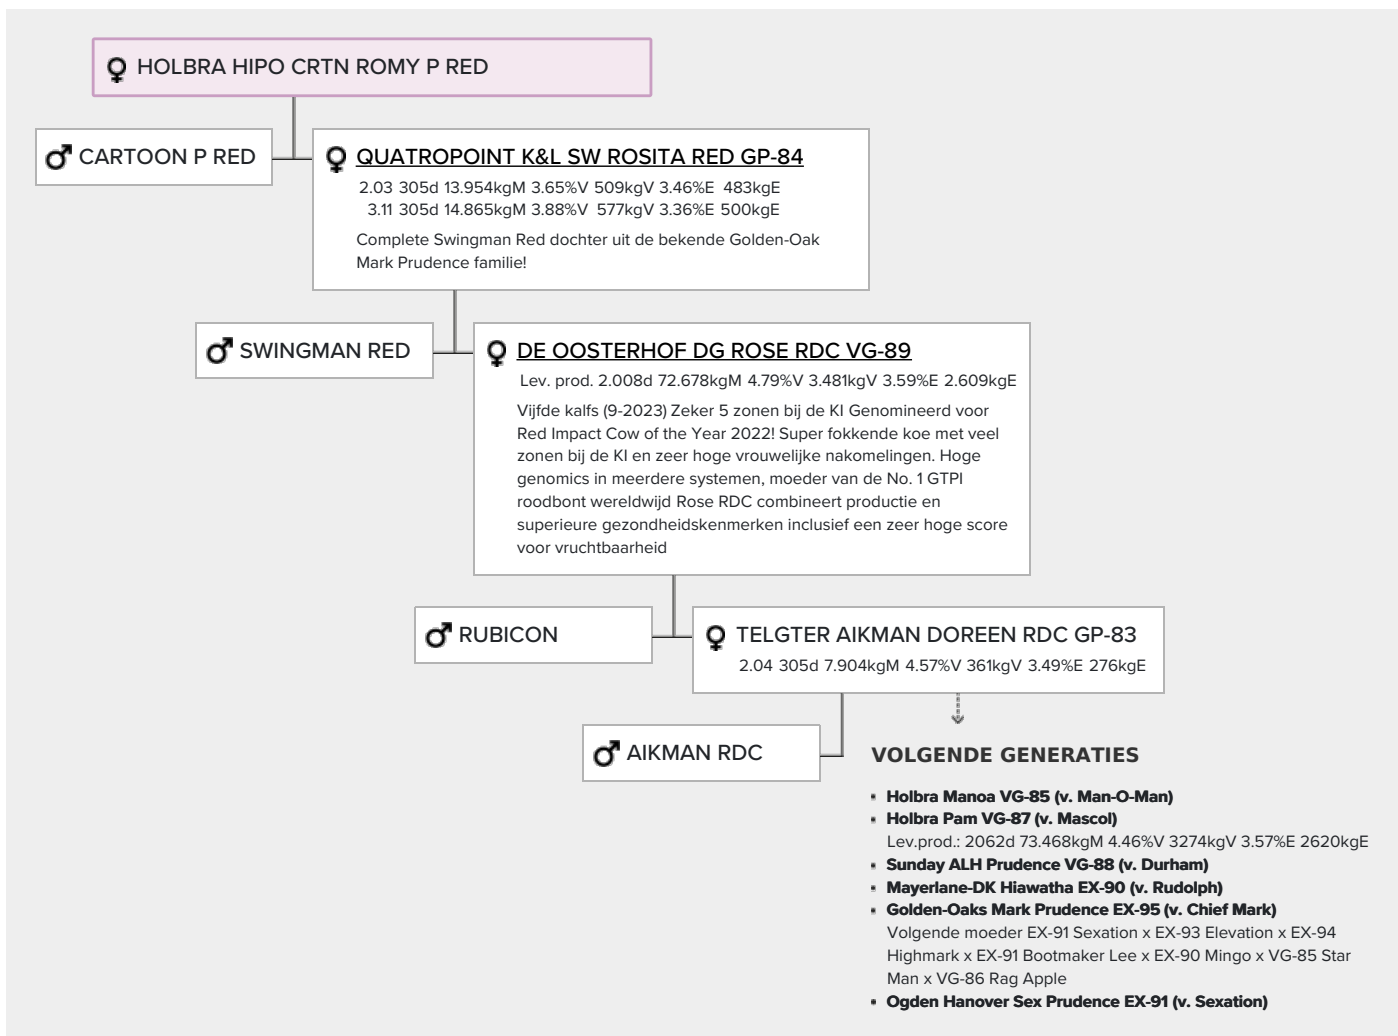 HOLBRA HIPO CRTN ROMY P RED
CARTOON P RED
QUATROPOINT K&L SW ROSITA RED GP-84
2.03 305d 13.954kgM 3.65%V 509kgV 3.46%E 483kgE
3.11 305d 14.865kgM 3.88%V 577kgV 3.36%E 500kgE
Complete Swingman Red dochter uit de bekende Golden-Oak
Mark Prudence familie!
SWINGMAN RED
DE OOSTERHOF DG ROSE RDC VG-89
Lev. prod. 2.008d 72.678kgM 4.79%V 3.481kgV 3.59%E 2.609kgE
Vijfde kalfs (9-2023) Zeker 5 zonen bij de KI Genomineerd voor
Red Impact Cow of the Year 2022! Super fokkende koe met veel
zonen bij de KI en zeer hoge vrouwelijke nakomelingen. Hoge
genomics in meerdere systemen, moeder van de No. 1 GTPI
roodbont wereldwijd Rose RDC combineert productie en
superieure gezondheidskenmerken inclusief een zeer hoge score
voor vruchtbaarheid
RUBICON
TELGTER AIKMAN DOREEN RDC GP-83
2.04 305d 7.904kgM 4.57%V 361kgV 3.49%E 276kgE
AIKMAN RDC
VOLGENDE GENERATIES
Holbra Manoa VG-85 (v. Man-O-Man)
Holbra Pam VG-87 (v. Mascol)
Lev.prod.: 2062d 73.468kgM 4.46%V 3274kgV 3.57%E 2620kgE
Sunday ALH Prudence VG-88 (v. Durham)
Mayerlane-DK Hiawatha EX-90 (v. Rudolph)
Golden-Oaks Mark Prudence EX-95 (v. Chief Mark)
Volgende moeder EX-91 Sexation x EX-93 Elevation x EX-94
Highmark x EX-91 Bootmaker Lee x EX-90 Mingo x VG-85 Star
Man x VG-86 Rag Apple
Ogden Hanover Sex Prudence EX-91 (v. Sexation)